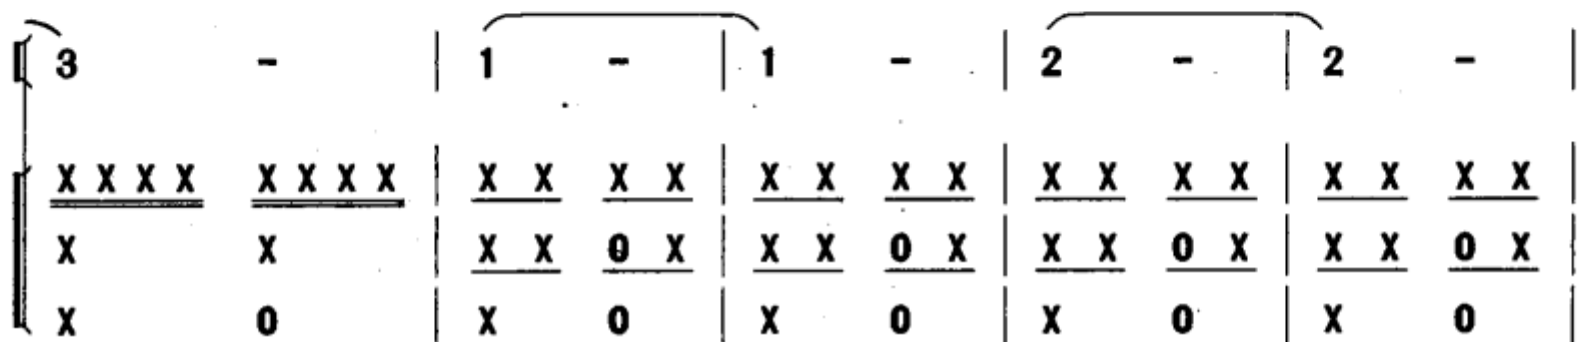 3 - | 1 - | 1 - | 2 - | 2 - |
X X X X X X X X | X X X X | X X X X | X X X X | X X X X |
X X | X X 0 X | X X 0 X | X X 0 X | X X 0 X |
X 0 | X 0 | X 0 | X 0 | X 0 |